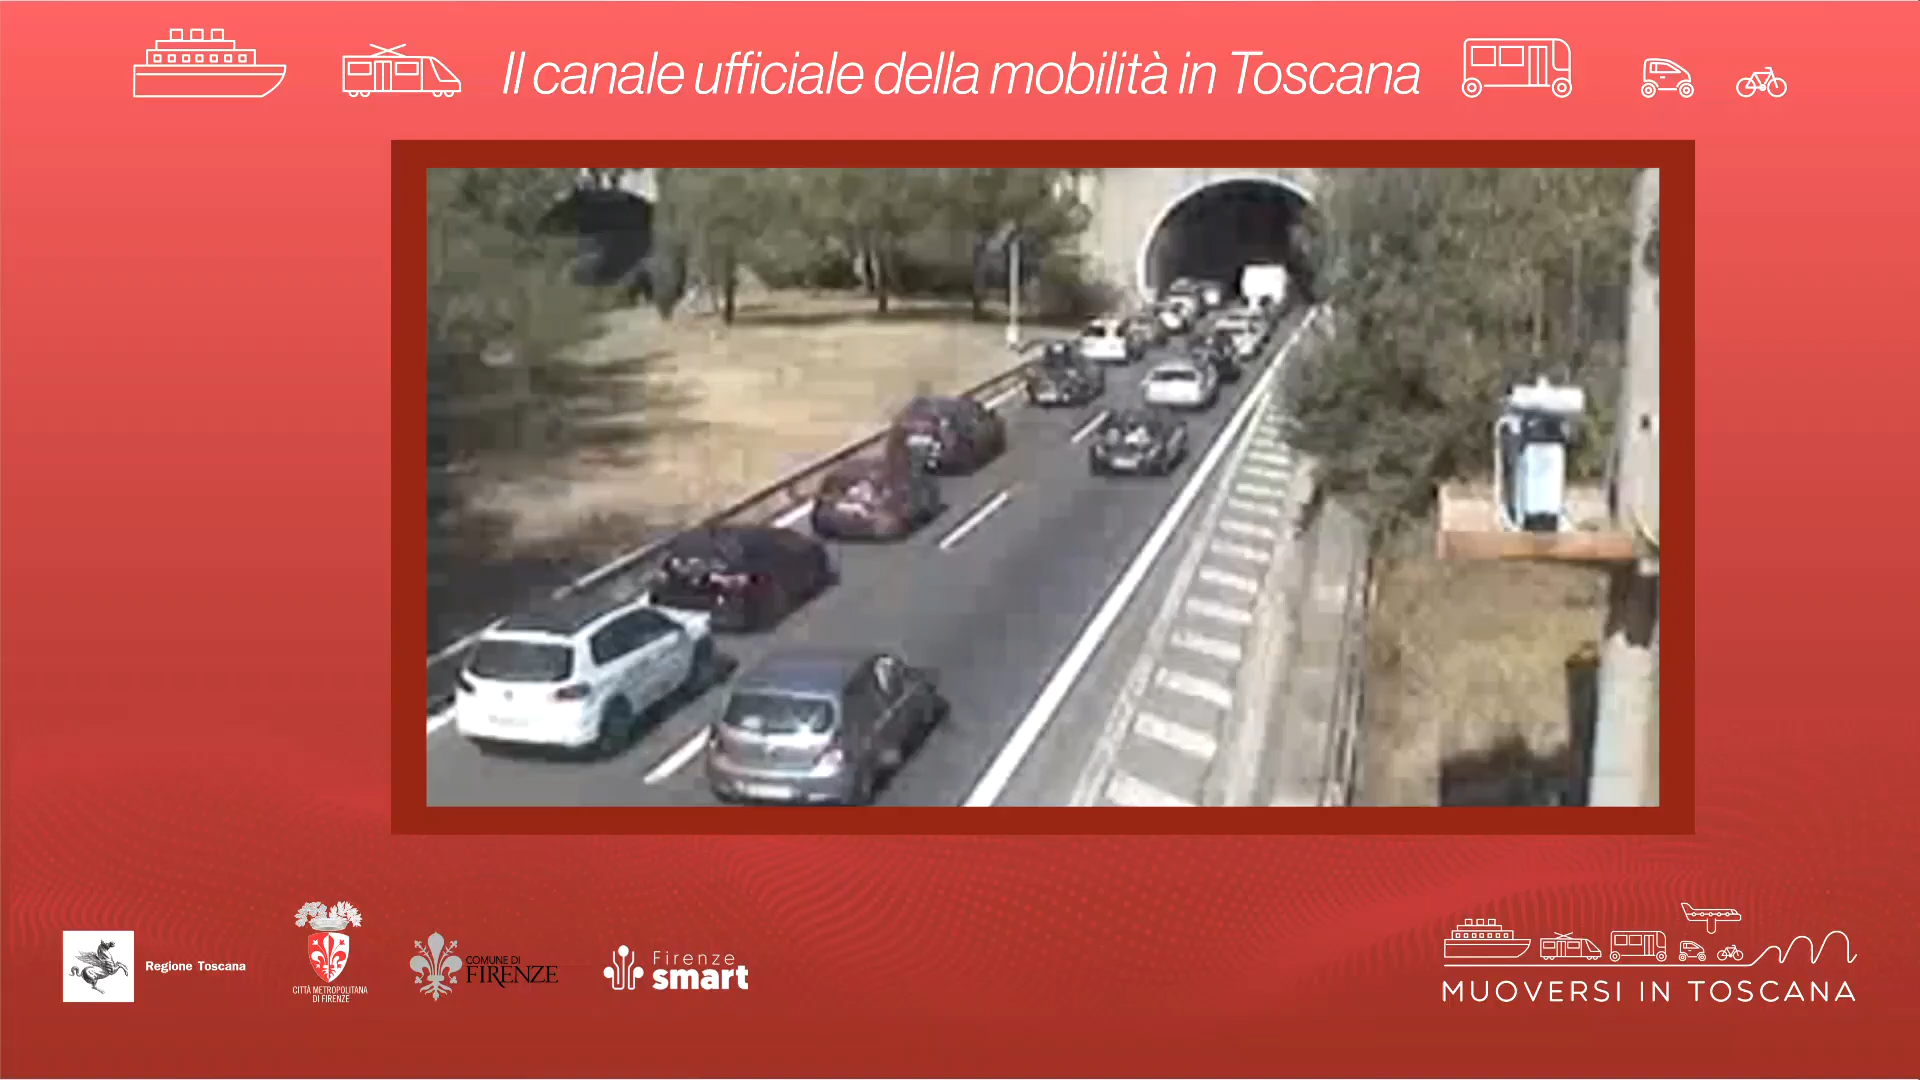 Il canale ufficiale della mobilità in Toscana
Regione Toscana
CITTÀ METROPOLITANA
DI FIRENZE
COMUNE DI
FIRENZE
Firenze
smart
MUOVERSI IN TOSCANA